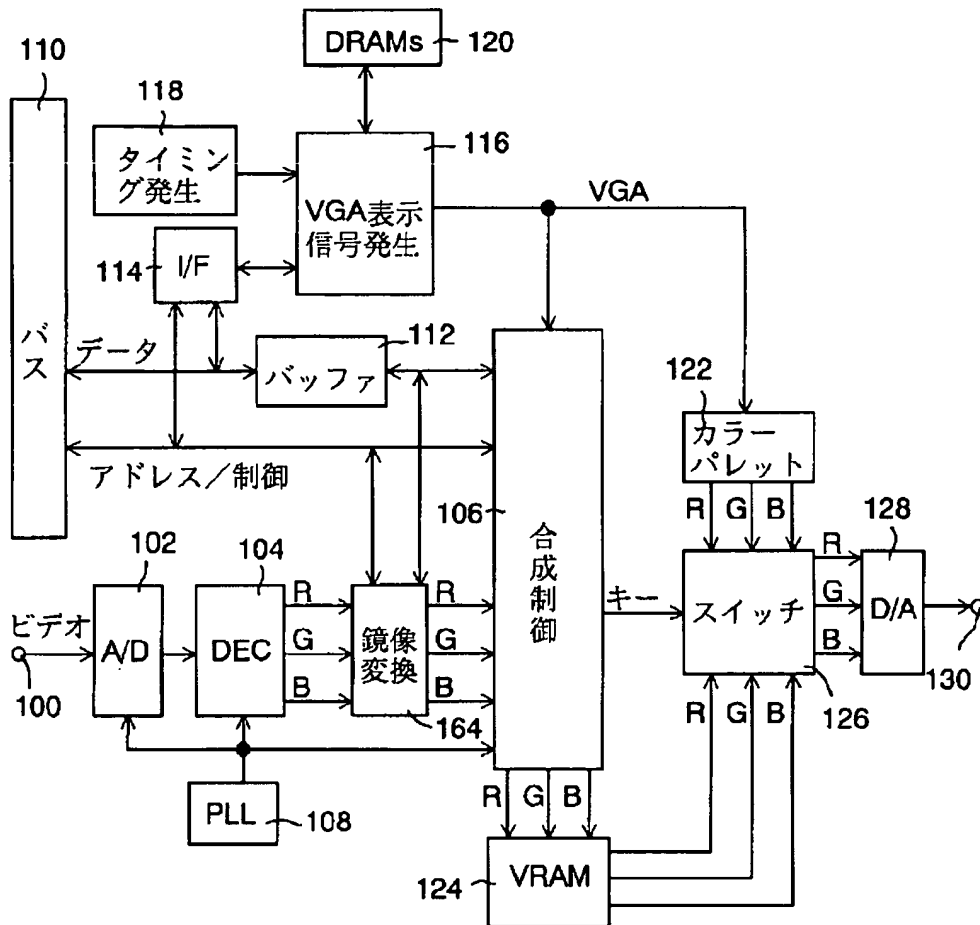 110
DRAMs
120
118
タイミン
グ発生
116
VGA表示
信号発生
VGA
114
I/F
バス
データ
112
バッファ
122
カラー
パレット
アドレス／制御
R G B
106
合成制御
102
104
128
ビデオ
A/D
DEC
R
G
B
鏡像
変換
R
G
B
キー
スイッチ
R
G
B
D/A
100
164
126
130
R G B
PLL
108
R G B
124
VRAM